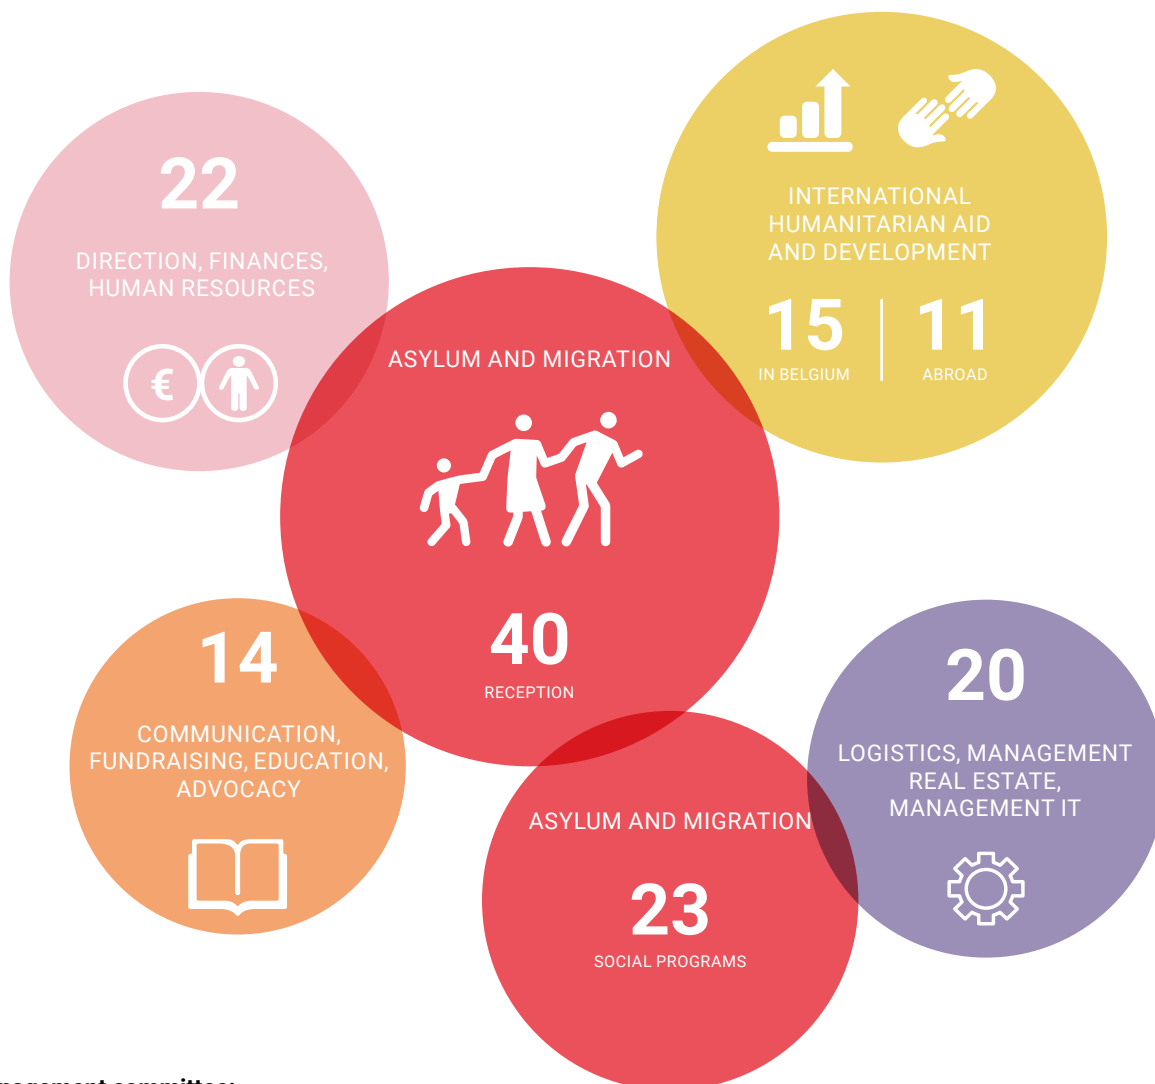 22
DIRECTION, FINANCES,
HUMAN RESOURCES
€
INTERNATIONAL
HUMANITARIAN AID
AND DEVELOPMENT
15
IN BELGIUM
11
ABROAD
ASYLUM AND MIGRATION
40
RECEPTION
14
COMMUNICATION,
FUNDRAISING, EDUCATION,
ADVOCACY
20
LOGISTICS, MANAGEMENT
REAL ESTATE,
MANAGEMENT IT
ASYLUM AND MIGRATION
23
SOCIAL PROGRAMS